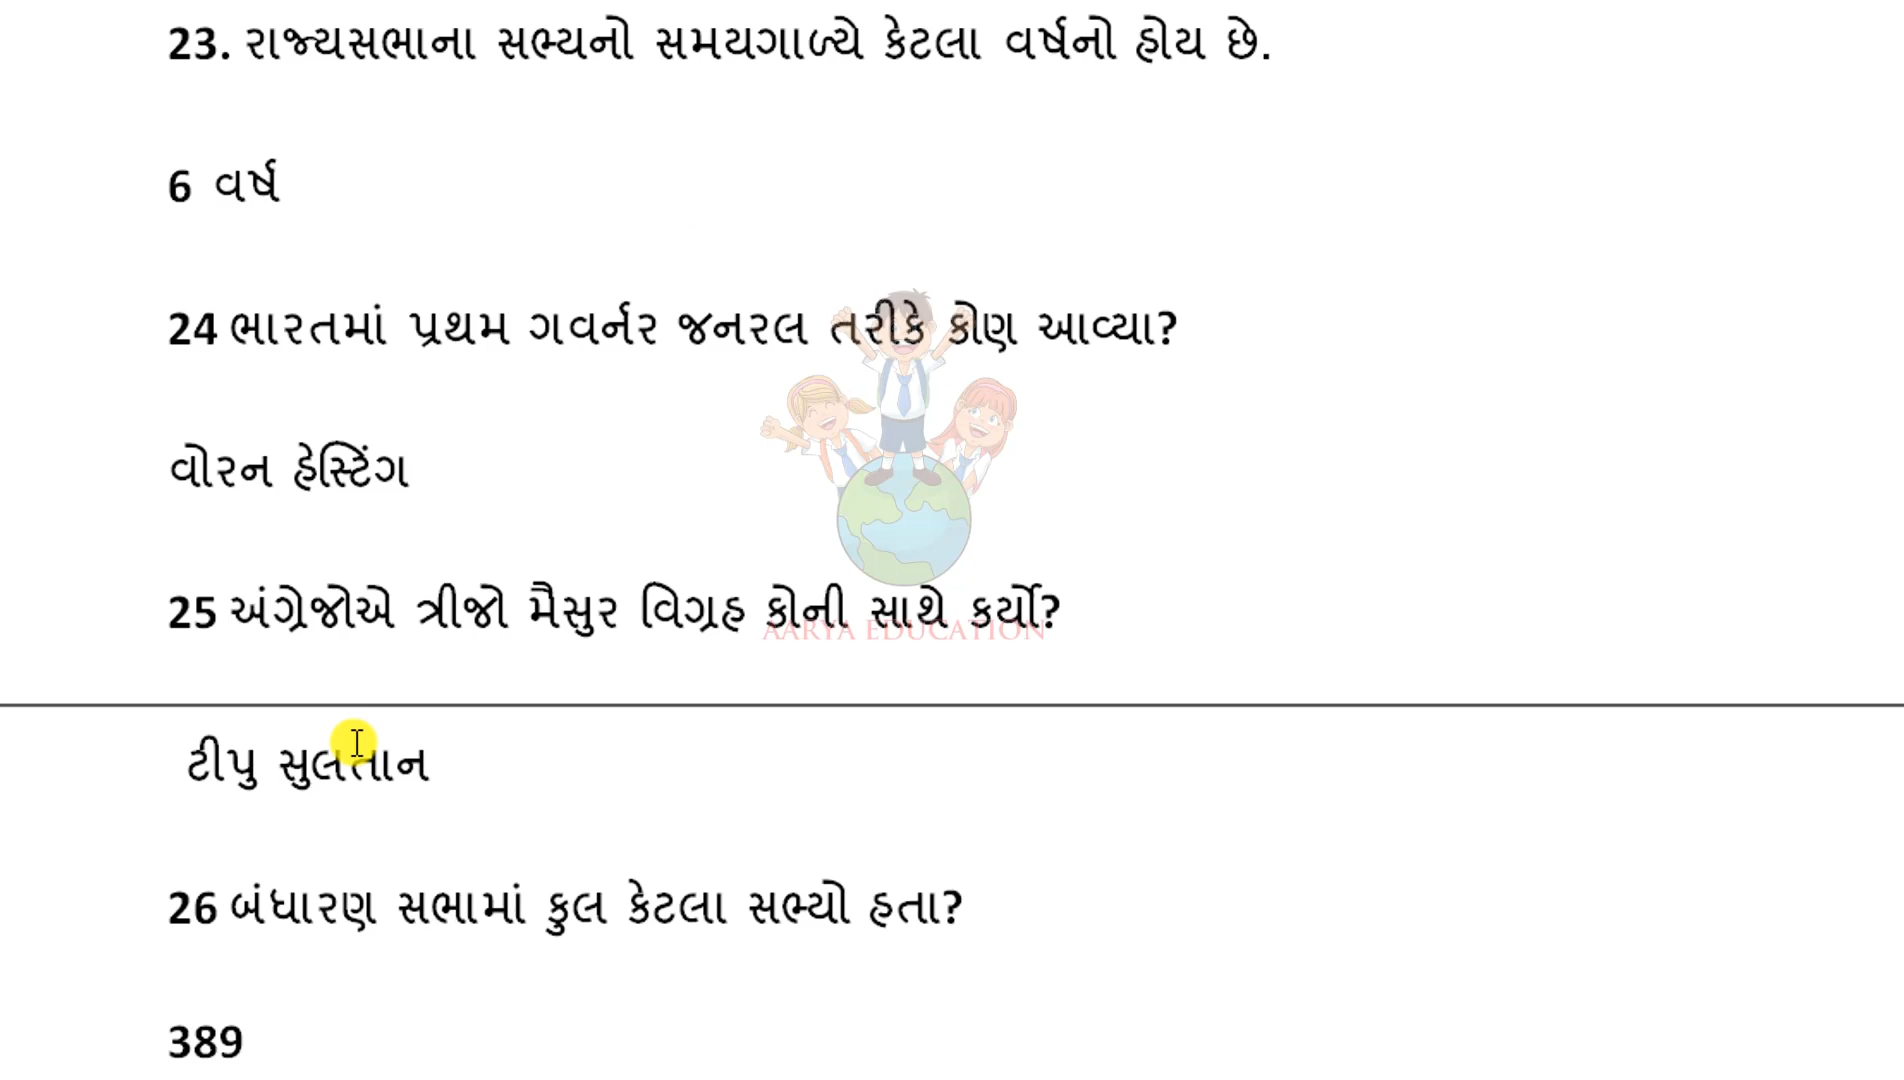 23. રાજ્યસભાના સભ્યનો સમયગાળ્યે કેટલા વર્ષનો હોય છે.
6 વર્ષ
24 ભારતમાં પ્રથમ ગવર્નર જનરલ તરીકે કોણ આવ્યા?
વોરન હેસ્ટિંગ
25 અંગ્રેજોએ ત્રીજો મૈસુર વિગ્રહ કોની સાથે કર્યો?
AARYA EDUCATION
ટીપુ સુલતાન
26 બંધારણ સભામાં કુલ કેટલા સભ્યો હતા?
389